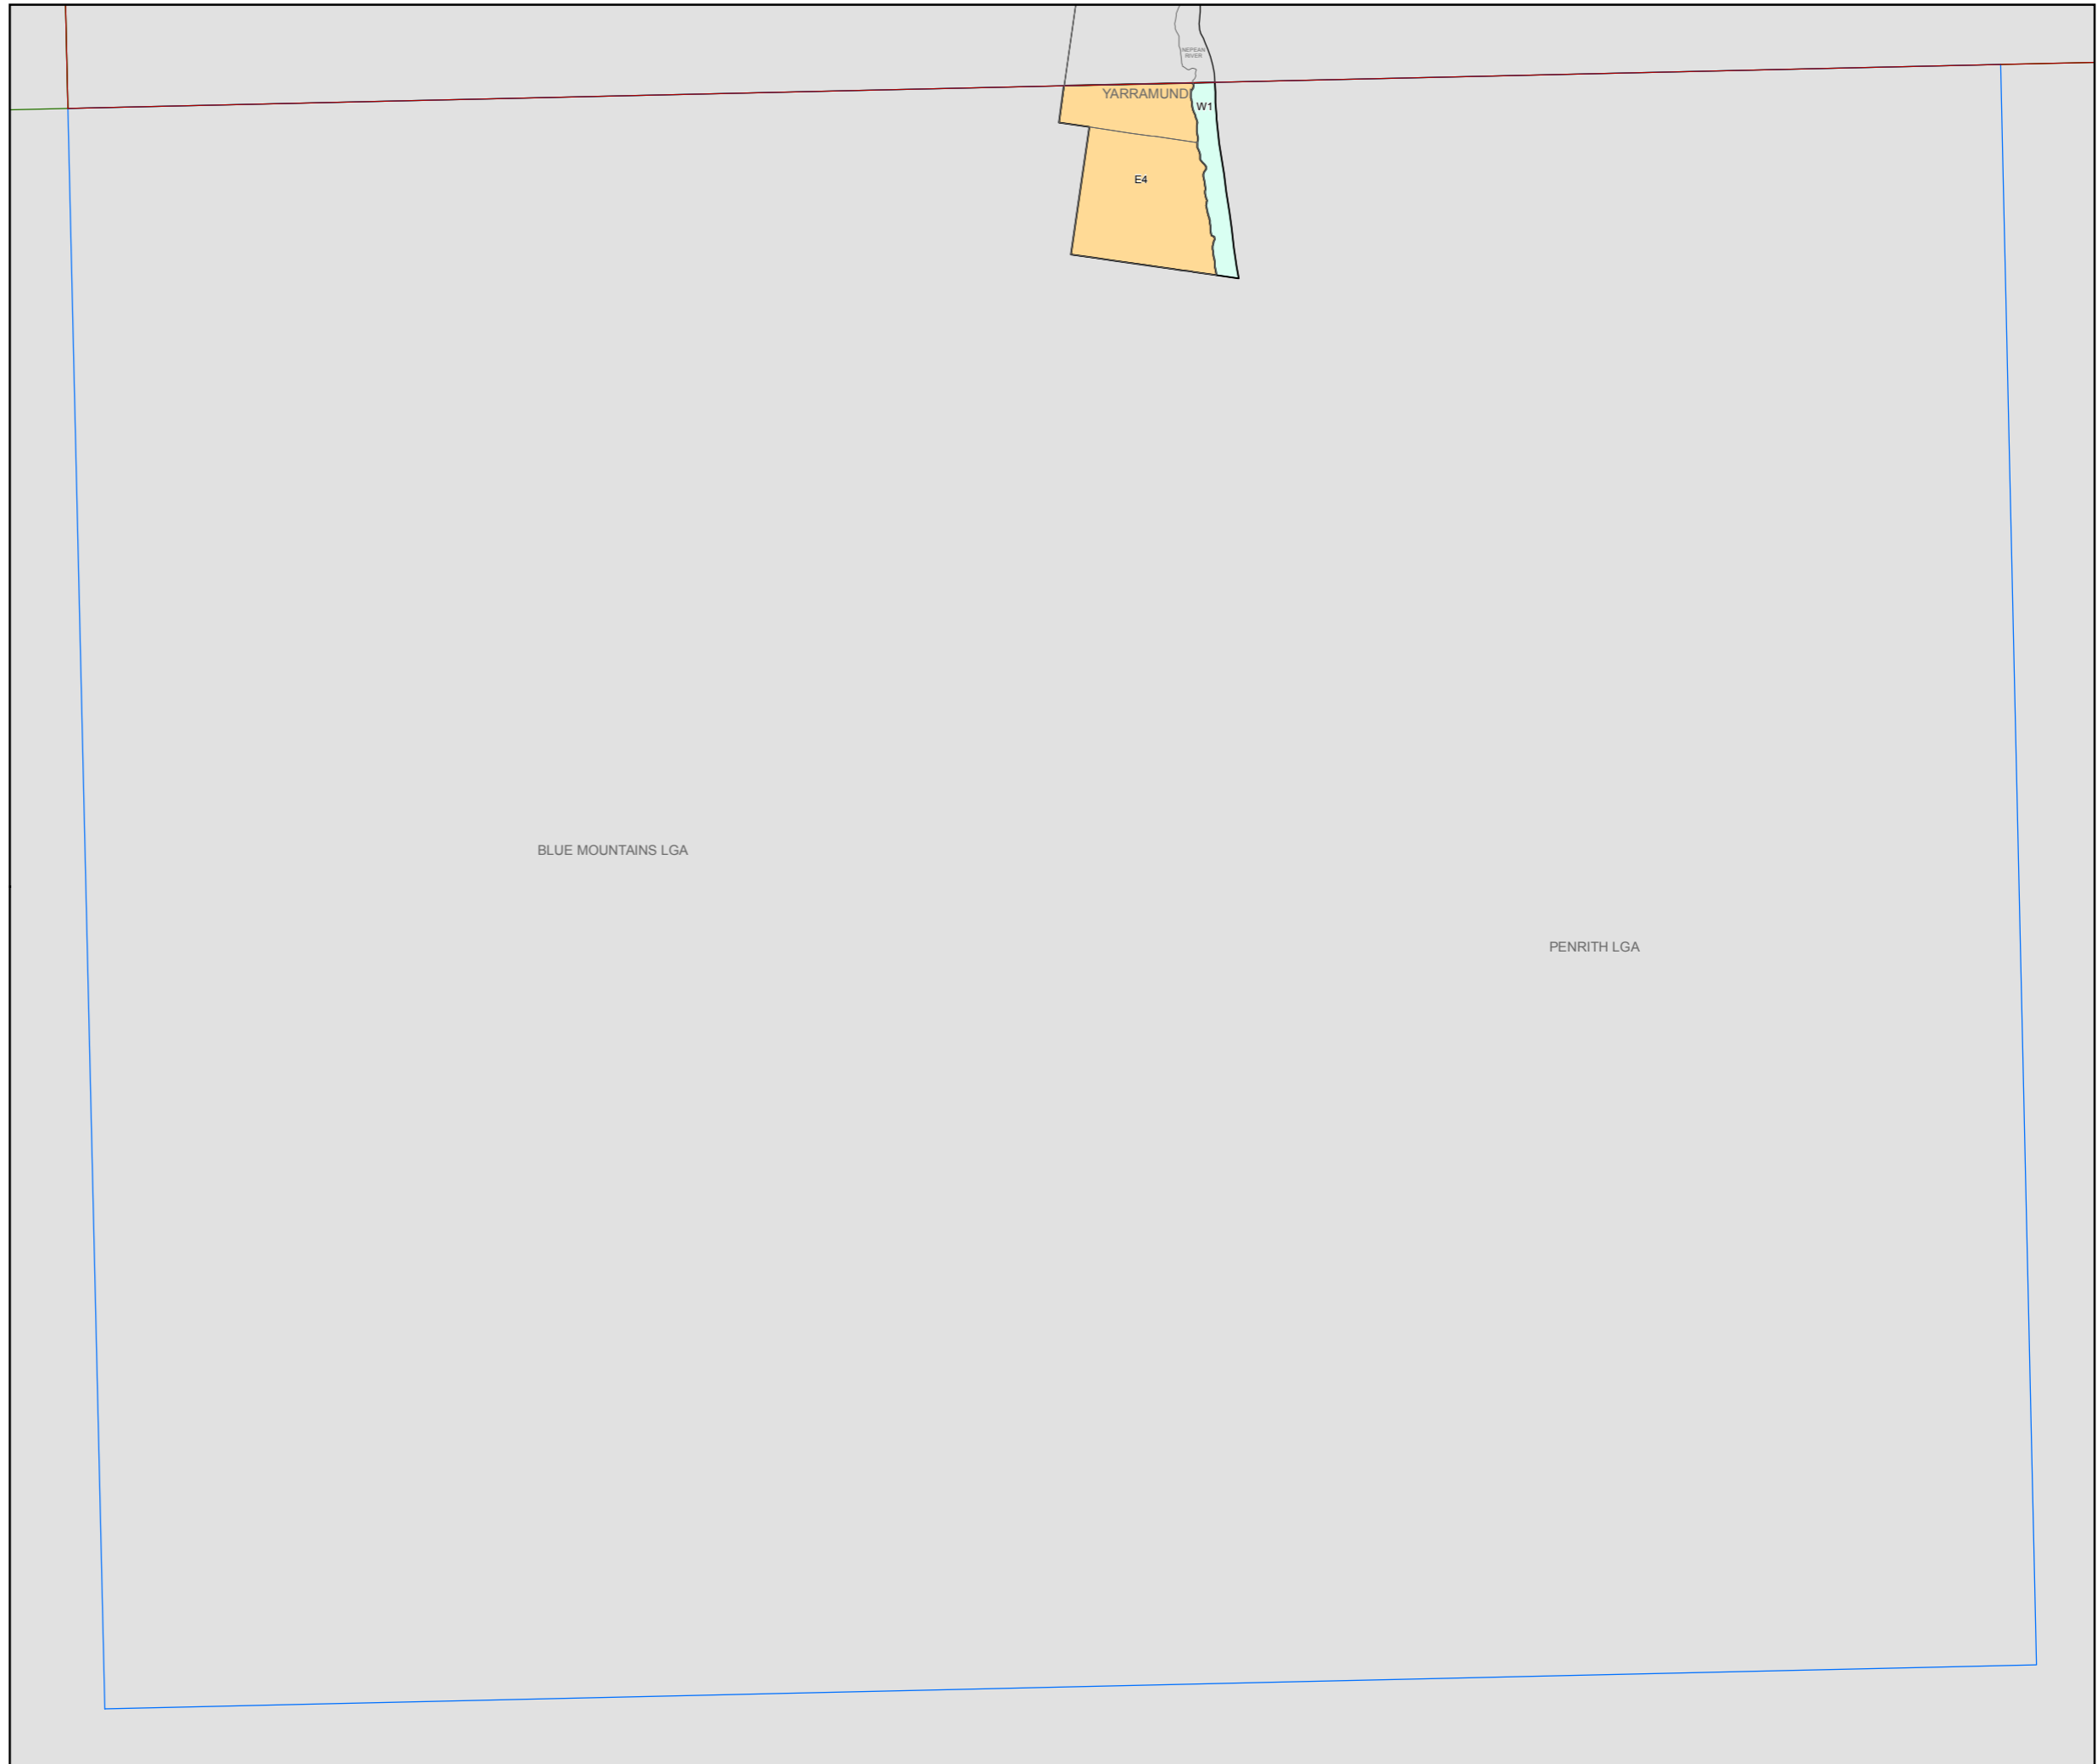 NEPEAN
RIVER
YARRAMUNDI
W1
E4
BLUE MOUNTAINS LGA
PENRITH LGA